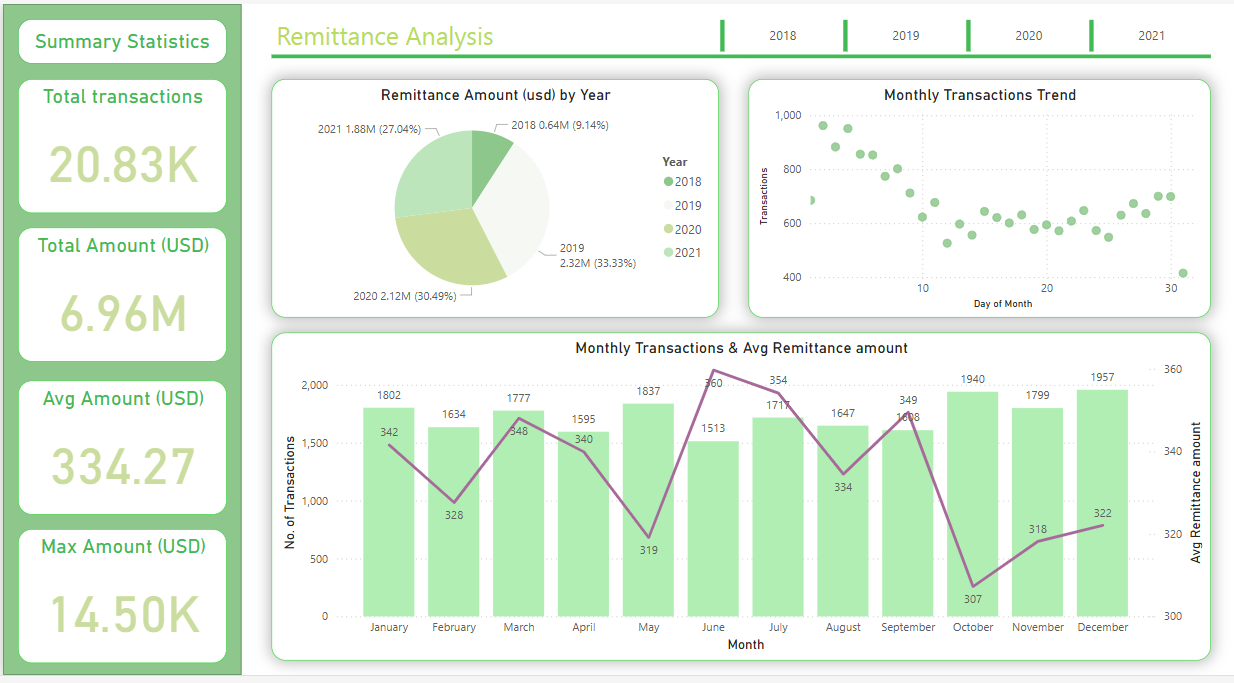 Summary Statistics
Total transactions
20.83K
Total Amount (USD)
6.96M
Avg Amount (USD)
334.27
Max Amount (USD)
14.50K
Remittance Analysis
2018
2019
2020
2021
Remittance Amount (usd) by Year
2021 1.88M (27.04%)
2018 0.64M (9.14%)
2019
2.32M (33.33%)
2020 2.12M (30.49%)
Year
2018
2019
2020
2021
Monthly Transactions Trend
Transactions
1,000
800
600
400
10
20
30
Day of Month
Monthly Transactions & Avg Remittance amount
No. of Transactions
2,000
1,500
1,000
500
0
1802
1634
1777
1595
1837
1513
1717
1647
1608
1940
1799
1957
342
328
348
340
319
360
354
334
349
307
318
322
360
340
320
300
Avg Remittance amount
January
February
March
April
May
June
July
August
September
October
November
December
Month